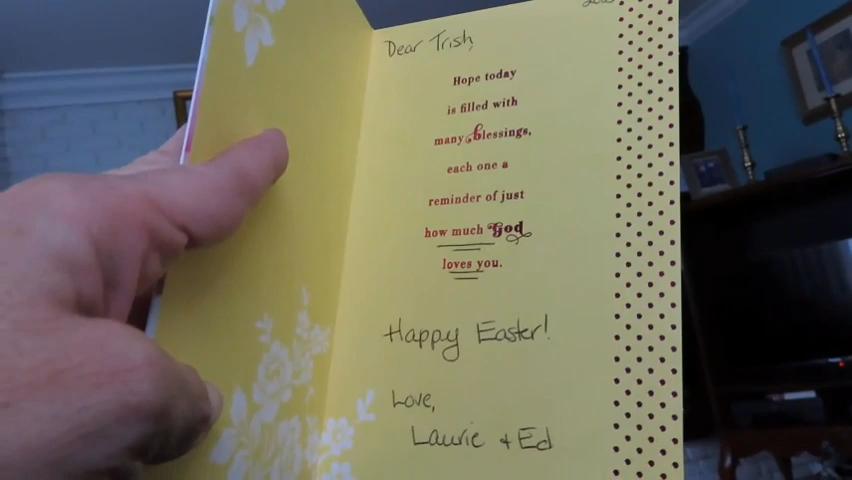 Dear Trish,
Hope today
is filled with
many blessings,
each one a
reminder of just
how much God
loves you.
Happy Easter!
Love,
Laurie + Ed